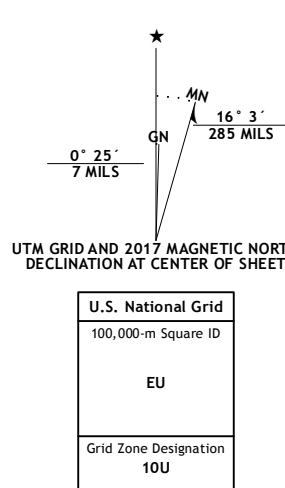 ★
MN
GN
16° 3´
285 MILS
0° 25´
7 MILS
UTM GRID AND 2017 MAGNETIC NORT
DECLINATION AT CENTER OF SHEET
U.S. National Grid
100,000-m Square ID
EU
Grid Zone Designation
10U